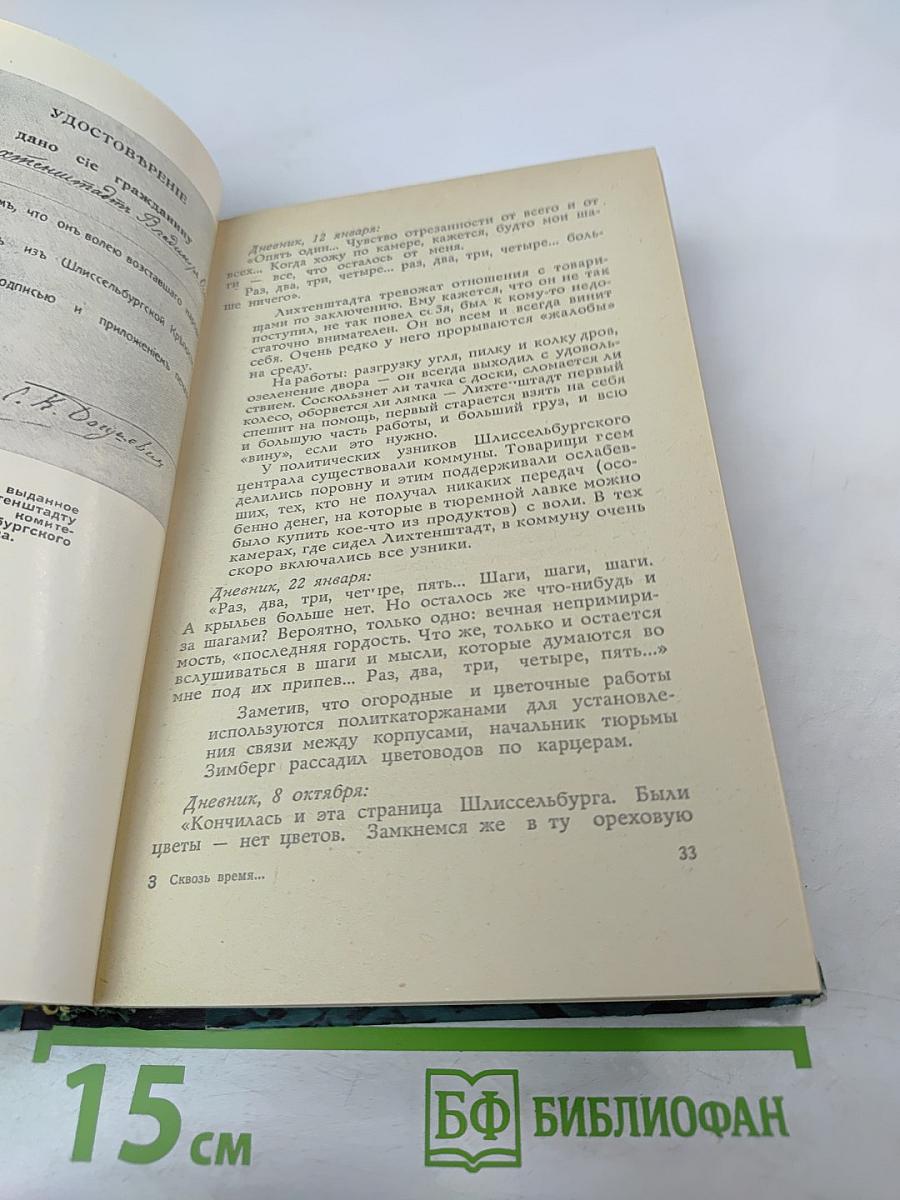 УДОСТОВѢРЕНІЕ
дано сіе гражданину
что онъ волею возставшаго
изъ Шлиссельбургской
и приложеніемъ
выданное
комите-
Дневник, 12 января:
«Опять один... Чувство отрезанности от всего и от
всех... Когда хожу по камере, кажется, будто мои ша-
ги — все, что осталось от меня.
Раз, два, три, четыре... раз, два, три, четыре... боль-
ше ничего».
Лихтенштадта тревожат отношения с товари-
щами по заключению. Ему кажется, что он не так
поступил, не так повел себя, был к кому-то недо-
статочно внимателен. Он во всем и всегда винит
себя. Очень редко у него прорываются «жалобы»
на среду.
На работы: разгрузку угля, пилку и колку дров,
озеленение двора — он всегда выходил с удоволь-
ствием. Соскользнет ли тачка с доски, сломается ли
колесо, оборвется ли лямка — Лихтенштадт первый
спешит на помощь, первый старается взять на себя
и большую часть работы, и больший груз, и всю
«вину», если это нужно.
У политических узников Шлиссельбургского
централа существовали коммуны. Товарищи всем
делились поровну и этим поддерживали ослабев-
ших, тех, кто не получал никаких передач (осо-
бенно денег, на которые в тюремной лавке можно
было купить кое-что из продуктов) с воли. В тех
камерах, где сидел Лихтенштадт, в коммуну очень
скоро включались все узники.
Дневник, 22 января:
«Раз, два, три, четыре, пять... Шаги, шаги, шаги.
А крыльев больше нет. Но осталось же что-нибудь и
за шагами? Вероятно, только одно: вечная непримири-
мость, «последняя гордость. Что же, только и остается
вслушиваться в шаги и мысли, которые думаются во
мне под их припев... Раз, два, три, четыре, пять...»
Заметив, что огородные и цветочные работы
используются политкаторжанами для установле-
ния связи между корпусами, начальник тюрьмы
Зимберг рассадил цветоводов по карцерам.
Дневник, 8 октября:
«Кончилась и эта страница Шлиссельбурга. Были
цветы — нет цветов. Замкнемся же в ту ореховую
3 Сквозь время...
33
15 см
БФ БИБЛИОФАН